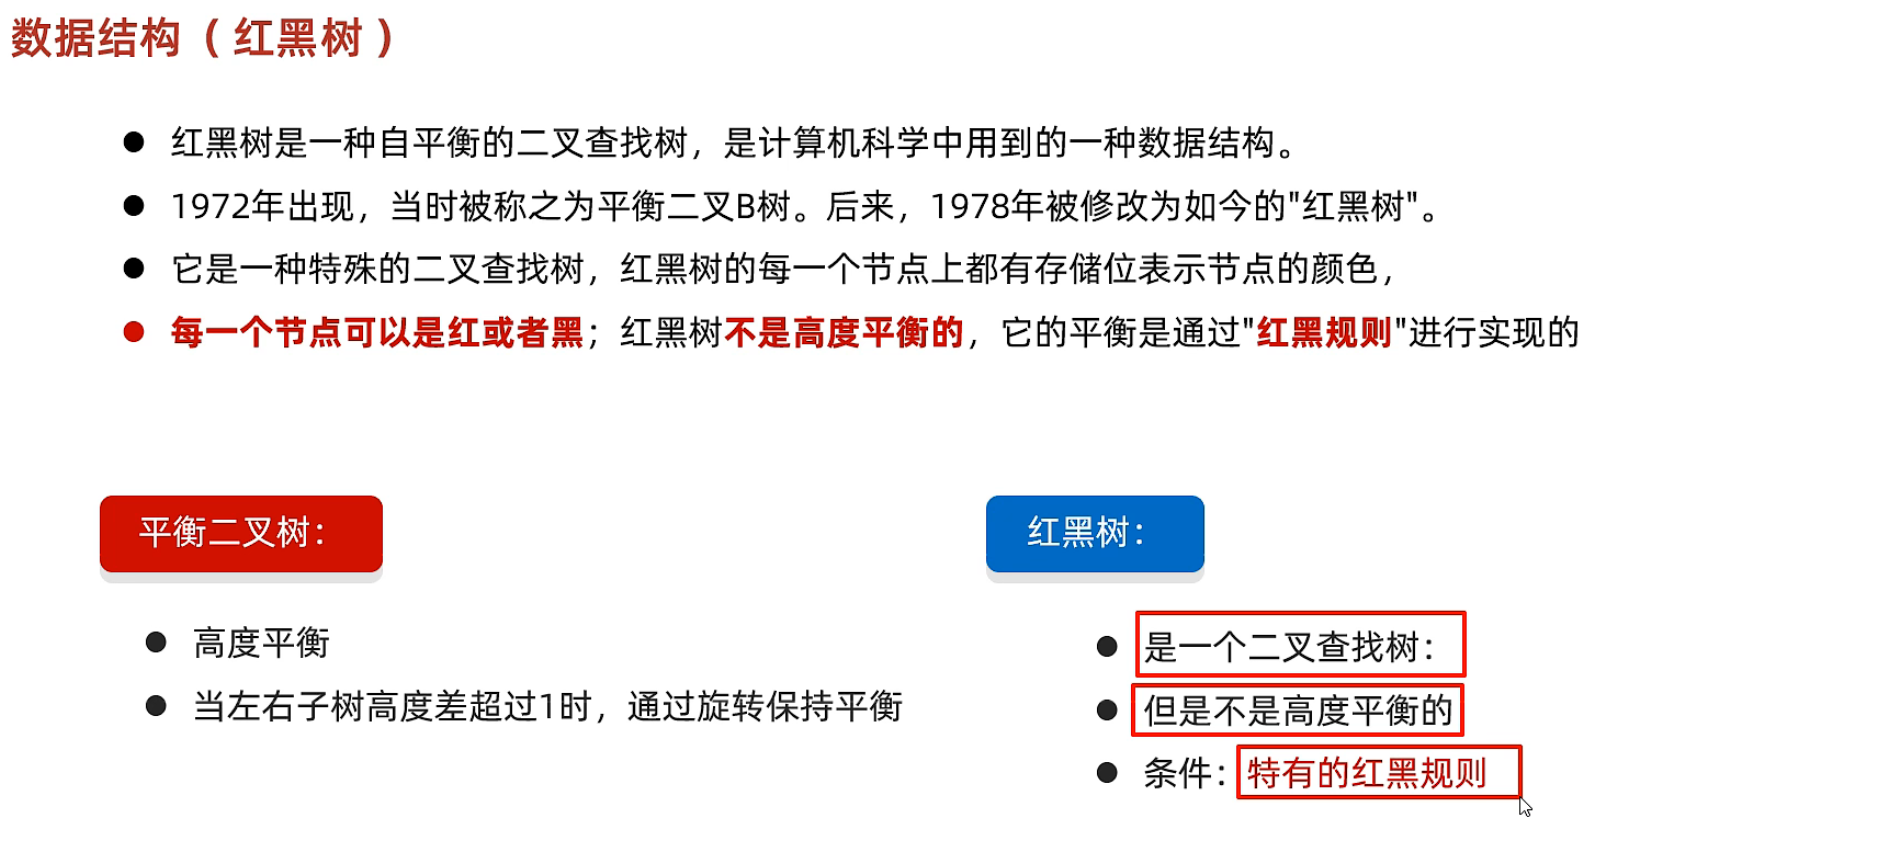 数据结构（红黑树）
红黑树是一种自平衡的二叉查找树，是计算机科学中用到的一种数据结构。
1972年出现，当时被称之为平衡二叉B树。后来，1978年被修改为如今的"红黑树"。
它是一种特殊的二叉查找树，红黑树的每一个节点上都有存储位表示节点的颜色，
每一个节点可以是红或者黑；红黑树不是高度平衡的，它的平衡是通过"红黑规则"进行实现的
平衡二叉树：
高度平衡
当左右子树高度差超过1时，通过旋转保持平衡
红黑树：
是一个二叉查找树：
但是不是高度平衡的
条件：特有的红黑规则